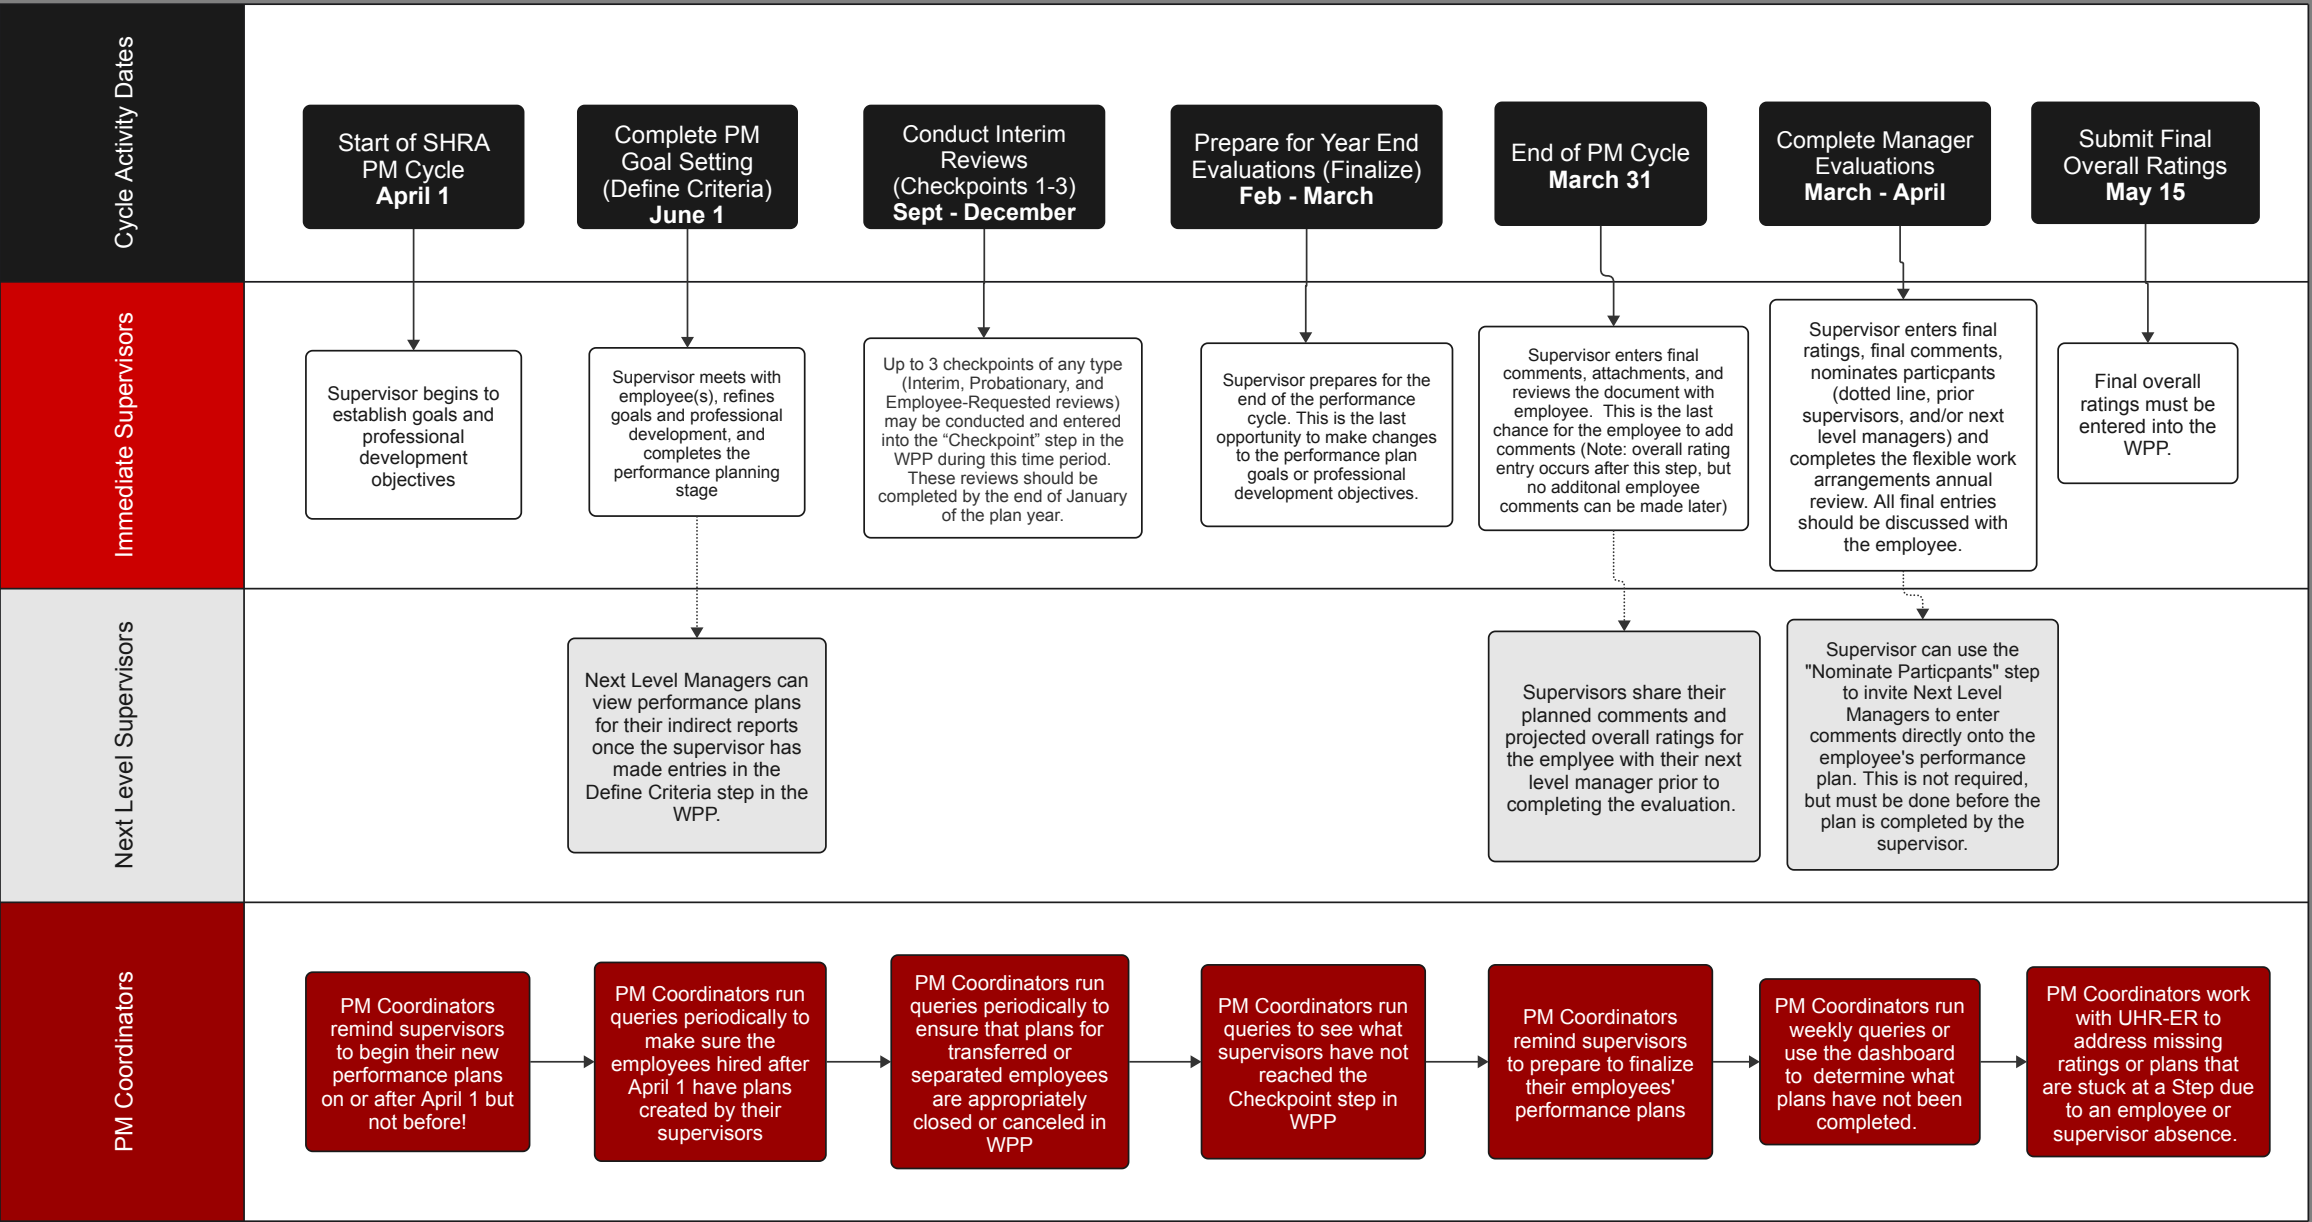 Cycle Activity Dates
Start of SHRA
PM Cycle
April 1
Complete PM
Goal Setting
(Define Criteria)
June 1
Conduct Interim
Reviews
(Checkpoints 1-3)
Sept - December
Prepare for Year End
Evaluations (Finalize)
Feb - March
End of PM Cycle
March 31
Complete Manager
Evaluations
March - April
Submit Final
Overall Ratings
May 15
Immediate Supervisors
Supervisor begins to
establish goals and
professional
development
objectives
Supervisor meets with
employee(s), refines
goals and professional
development, and
completes the
performance planning
stage
Up to 3 checkpoints of any type
(Interim, Probationary, and
Employee-Requested reviews)
may be conducted and entered
into the “Checkpoint” step in the
WPP during this time period.
These reviews should be
completed by the end of January
of the plan year.
Supervisor prepares for the
end of the performance
cycle. This is the last
opportunity to make changes
to the performance plan
goals or professional
development objectives.
Supervisor enters final
comments, attachments, and
reviews the document with
employee.  This is the last
chance for the employee to add
comments (Note: overall rating
entry occurs after this step, but
no additonal employee
comments can be made later)
Supervisor enters final
ratings, final comments,
nominates particpants
(dotted line, prior
supervisors, and/or next
level managers) and
completes the flexible work
arrangements annual
review. All final entries
should be discussed with
the employee.
Final overall
ratings must be
entered into the
WPP.
Next Level Supervisors
Next Level Managers can
view performance plans
for their indirect reports
once the supervisor has
made entries in the
Define Criteria step in the
WPP.
Supervisors share their
planned comments and
projected overall ratings for
the emplyee with their next
level manager prior to
completing the evaluation.
Supervisor can use the
"Nominate Particpants" step
to invite Next Level
Managers to enter
comments directly onto the
employee's performance
plan. This is not required,
but must be done before the
plan is completed by the
supervisor.
PM Coordinators
PM Coordinators
remind supervisors
to begin their new
performance plans
on or after April 1 but
not before!
PM Coordinators run
queries periodically to
make sure the
employees hired after
April 1 have plans
created by their
supervisors
PM Coordinators run
queries periodically to
ensure that plans for
transferred or
separated employees
are appropriately
closed or canceled in
WPP
PM Coordinators run
queries to see what
supervisors have not
reached the
Checkpoint step in
WPP
PM Coordinators
remind supervisors
to prepare to finalize
their employees'
performance plans
PM Coordinators run
weekly queries or
use the dashboard
to  determine what
plans have not been
completed.
PM Coordinators work
with UHR-ER to
address missing
ratings or plans that
are stuck at a Step due
to an employee or
supervisor absence.